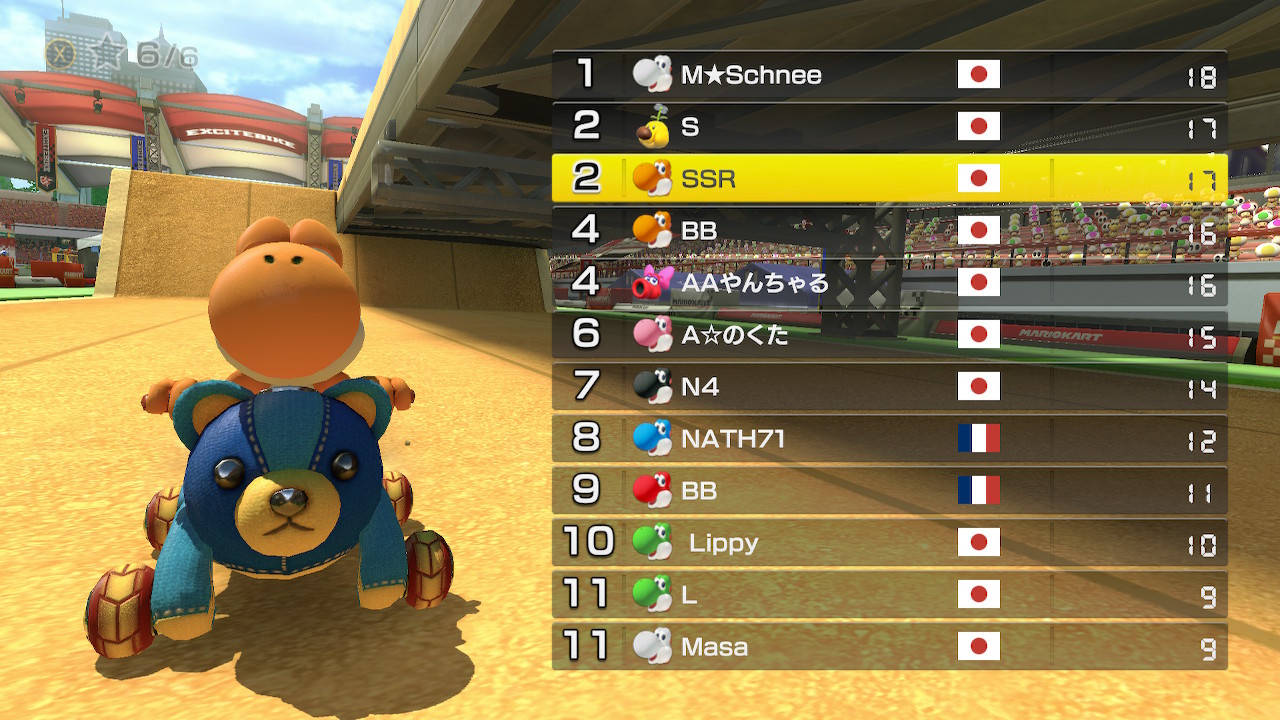 X ☆ 6/6
EXCITEBIKE
EXCITEBIKE
1 M★Schnee 18
2 S 17
2 SSR 17
4 BB 16
4 AAやんちゃる 16
6 A☆のくた 15
7 N4 14
8 NATH71 12
9 BB 11
10 Lippy 10
11 L 9
11 Masa 9
MARIOKART
MARIOKART